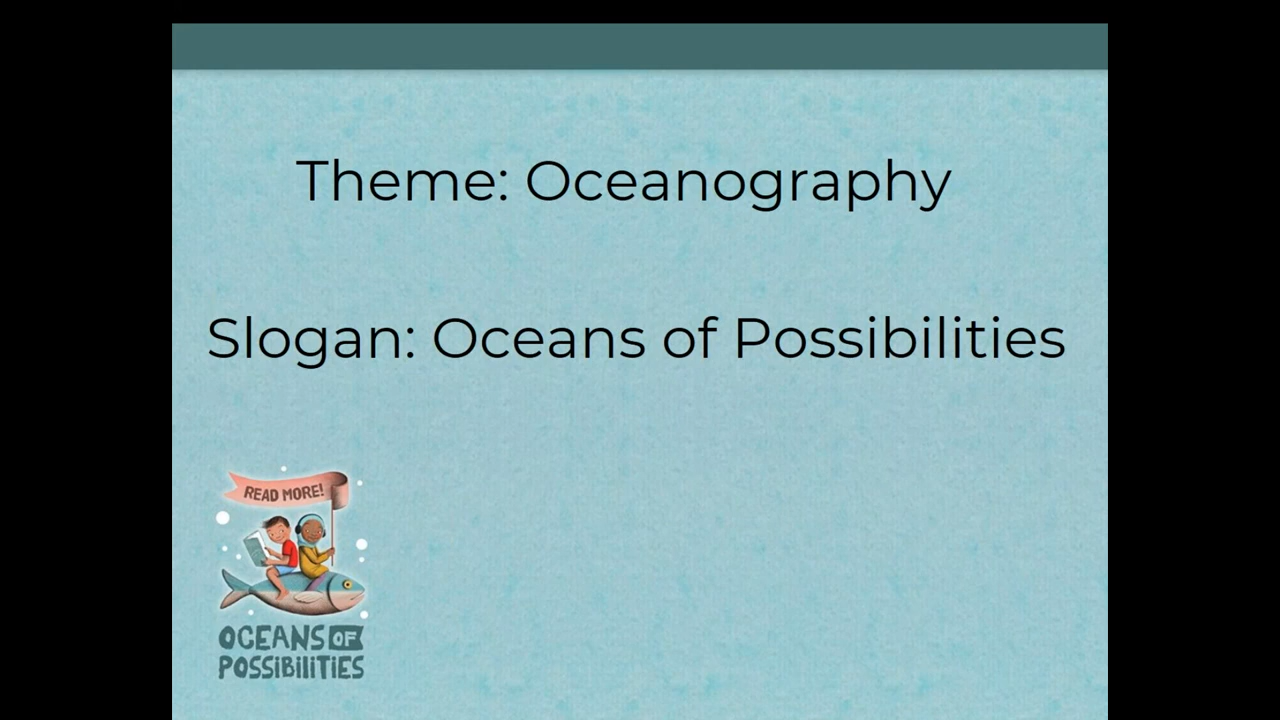 Theme: Oceanography
Slogan: Oceans of Possibilities
READ MORE!
OCEANS OF
POSSIBILITIES